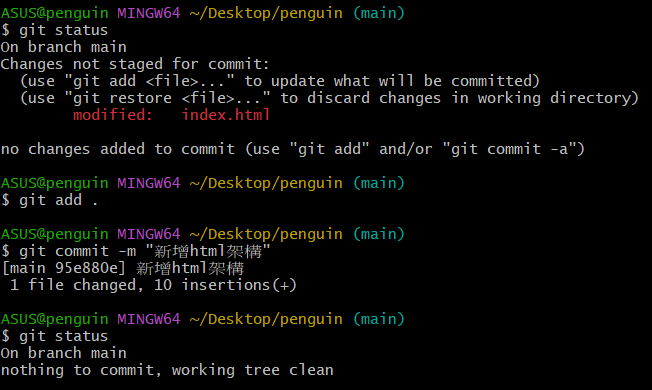 ASUS@penguin MINGW64 ~/Desktop/penguin (main)
$ git status
On branch main
Changes not staged for commit:
  (use "git add <file>..." to update what will be committed)
  (use "git restore <file>..." to discard changes in working directory)
        modified:   index.html

no changes added to commit (use "git add" and/or "git commit -a")

ASUS@penguin MINGW64 ~/Desktop/penguin (main)
$ git add .

ASUS@penguin MINGW64 ~/Desktop/penguin (main)
$ git commit -m "新增html架構"
[main 95e880e] 新增html架構
 1 file changed, 10 insertions(+)

ASUS@penguin MINGW64 ~/Desktop/penguin (main)
$ git status
On branch main
nothing to commit, working tree clean